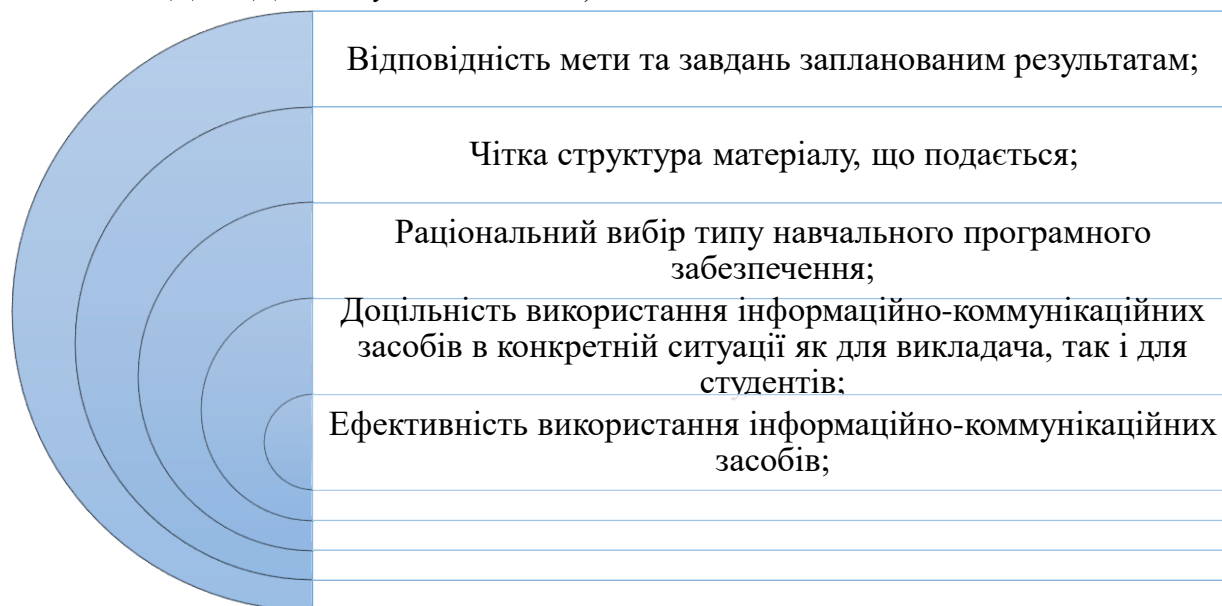 Відповідність мети та завдань запланованим результатам;
Чітка структура матеріалу, що подається;
Раціональний вибір типу навчального програмного
забезпечення;
Доцільність використання інформаційно-коммунікаційних
засобів в конкретній ситуації як для викладача, так і для
студентів;
Ефективність використання інформаційно-коммунікаційних
засобів;